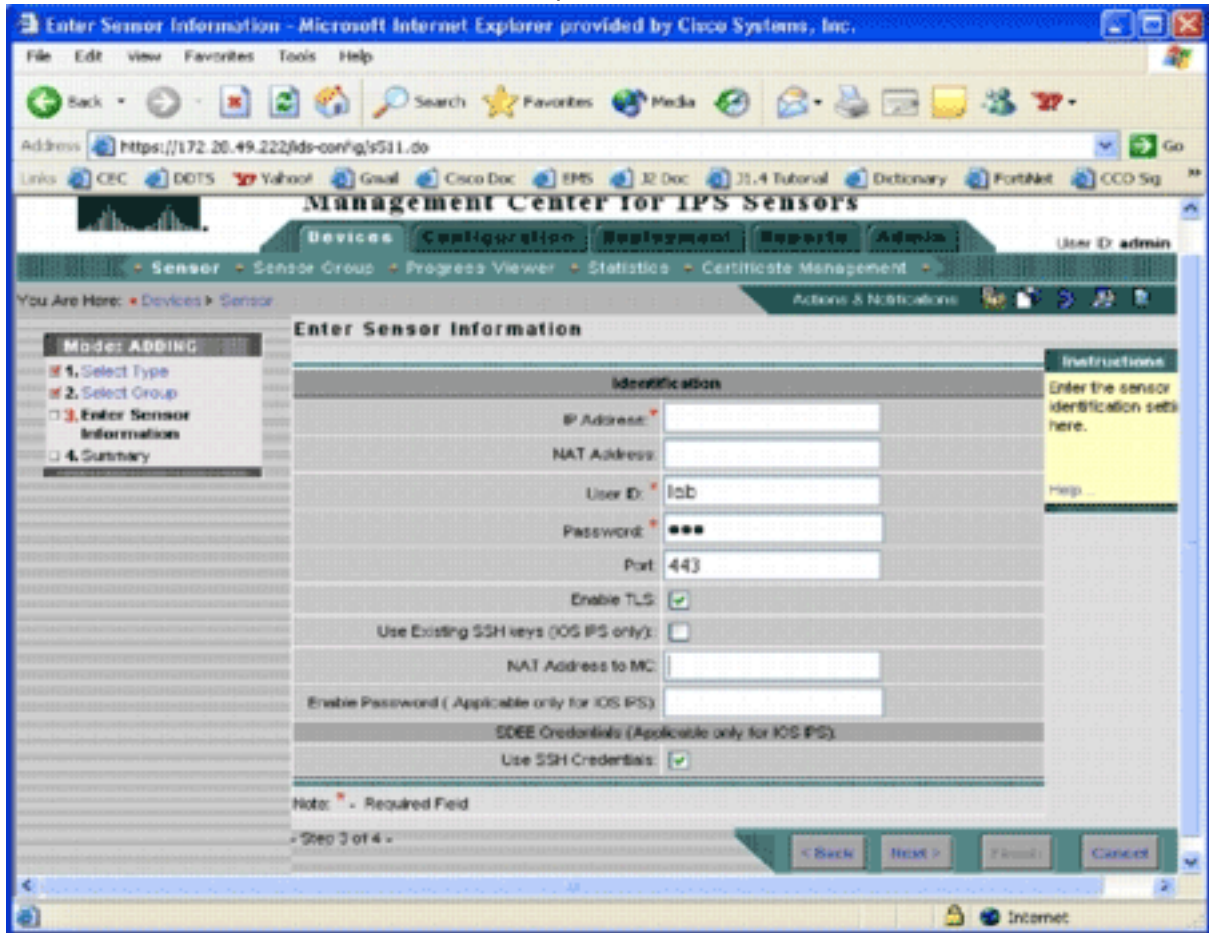 Enter Sensor Information - Microsoft Internet Explorer provided by Cisco Systems, Inc.
File Edit View Favorites Tools Help
Back Search Favorites Media
Address https://172.20.49.222/ids-config/s511.do Go
Links CEC DDTS Yahoo! Gmail Cisco Doc EMS J2 Doc J1.4 Tutorial Dictionary FortiNet CCO Sig »
Management Center for IPS Sensors
Devices Configuration Deployment Reports Admin User ID: admin
Sensor Sensor Group Progress Viewer Statistics Certificate Management
You Are Here: Devices Sensor Actions & Notifications
Mode: ADDING
1. Select Type
2. Select Group
3. Enter Sensor
Information
4. Summary
Enter Sensor Information
Identification
IP Address: *
NAT Address:
User ID: * lab
Password: * •••
Port: 443
Enable TLS:
Use Existing SSH keys (IOS IPS only):
NAT Address to MC:
Enable Password ( Applicable only for IOS IPS)
SDEE Credentials (Applicable only for IOS IPS).
Use SSH Credentials:
Note: * - Required Field
- Step 3 of 4 -
< Back Next > Finish Cancel
Instructions
Enter the sensor
identification setti
here.
Help...
Internet